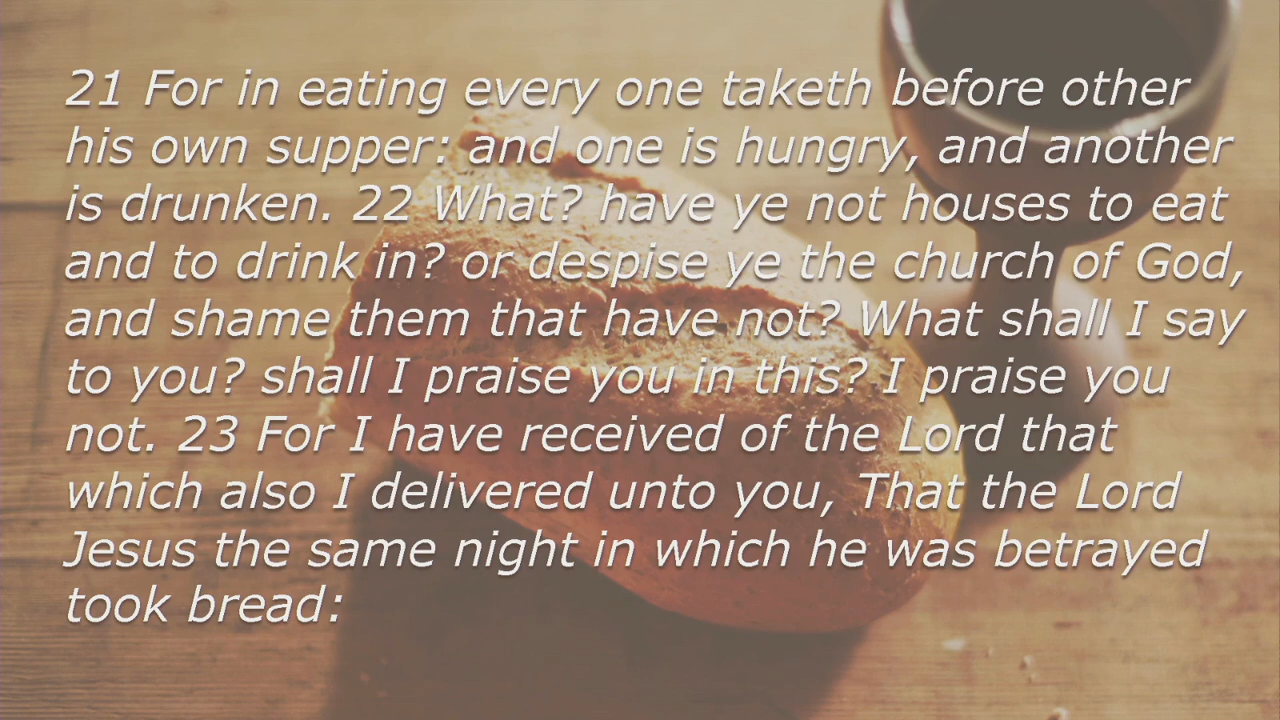 21 For in eating every one taketh before other
his own supper: and one is hungry, and another
is drunken. 22 What? have ye not houses to eat
and to drink in? or despise ye the church of God,
and shame them that have not? What shall I say
to you? shall I praise you in this? I praise you
not. 23 For I have received of the Lord that
which also I delivered unto you, That the Lord
Jesus the same night in which he was betrayed
took bread: